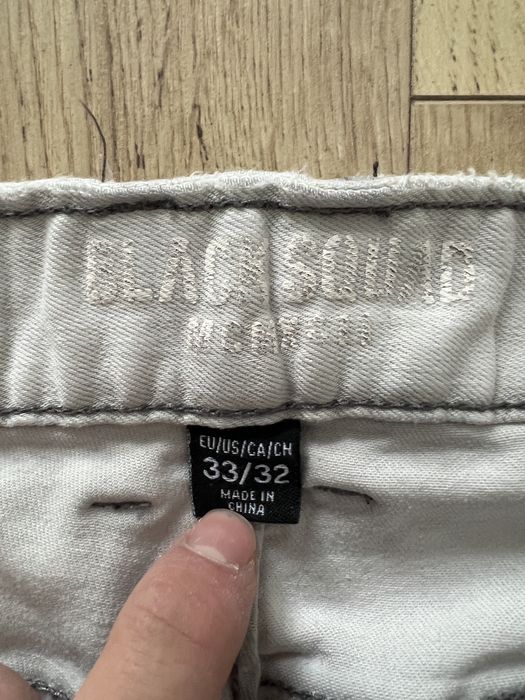 BLACK SQUAD
EU/US/CA/CH
33/32
MADE IN
CHINA